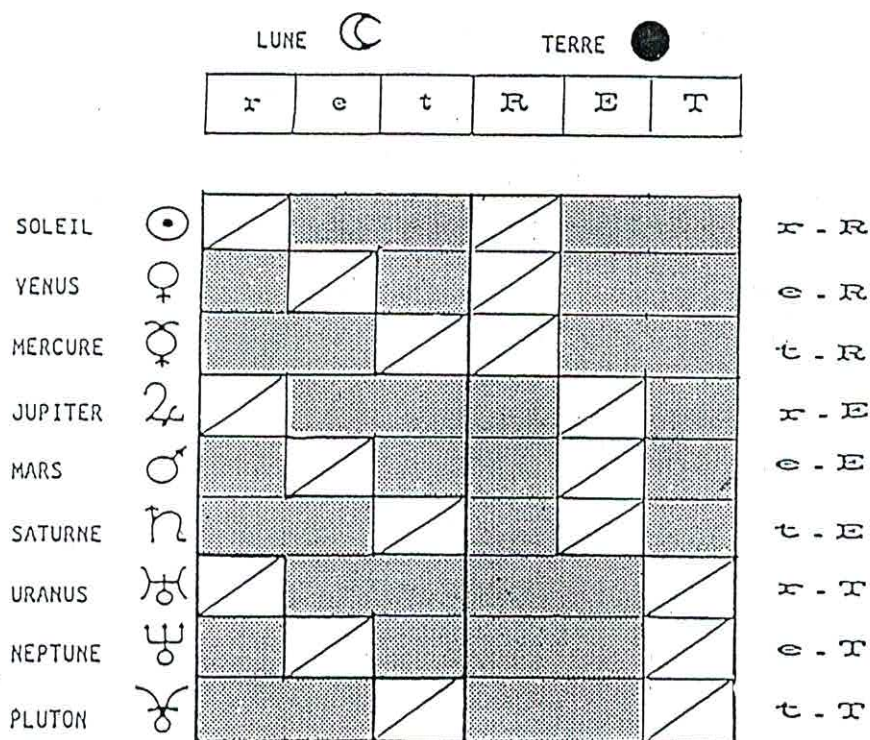 LUNE TERRE
r e t R E T
SOLEIL r - R
VENUS e - R
MERCURE t - R
JUPITER r - E
MARS e - E
SATURNE t - E
URANUS r - T
NEPTUNE e - T
PLUTON t - T